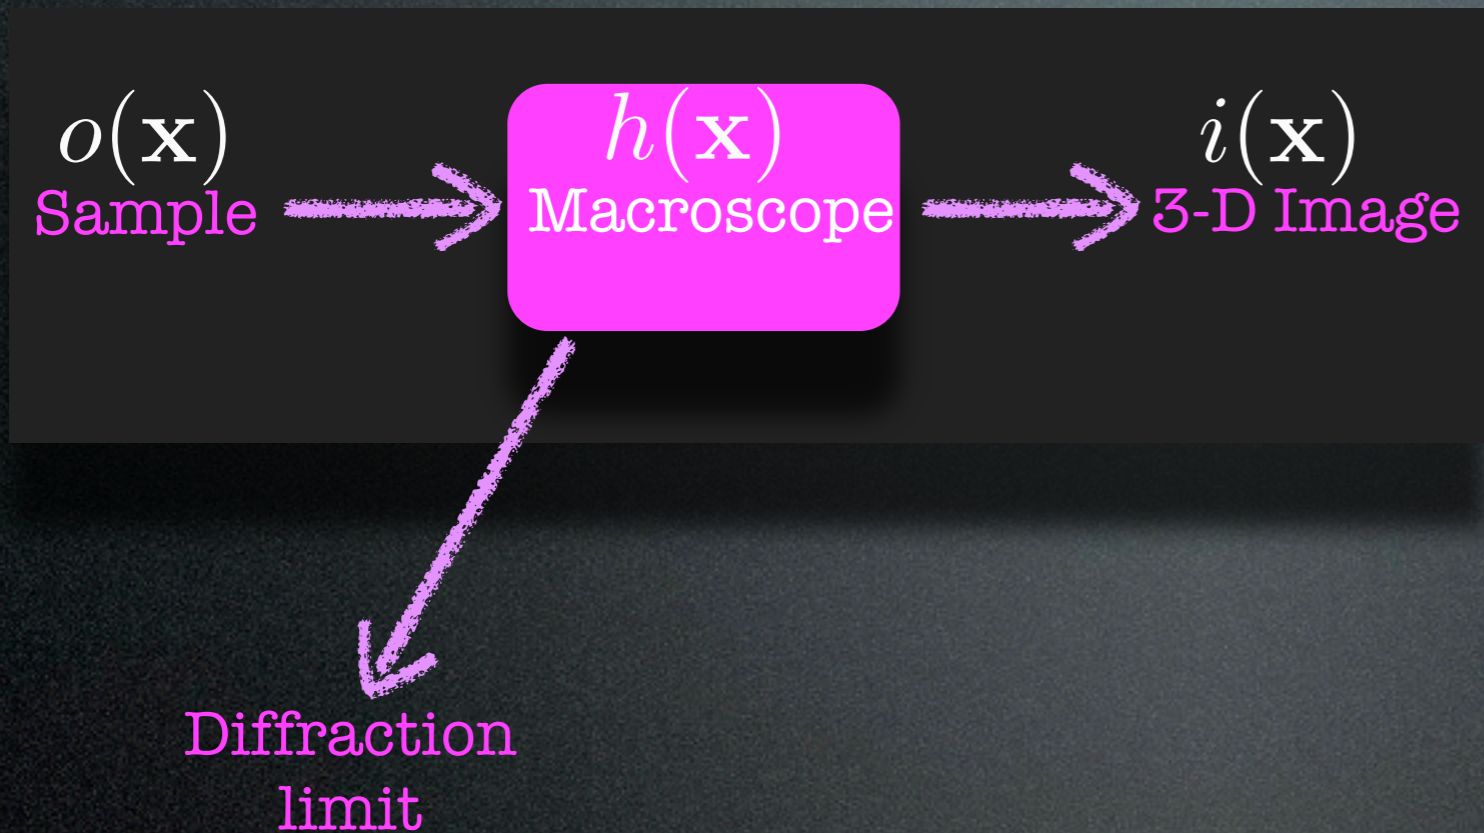 o(x) h(x) i(x)
Sample Macroscope 3-D Image
Diffraction
limit